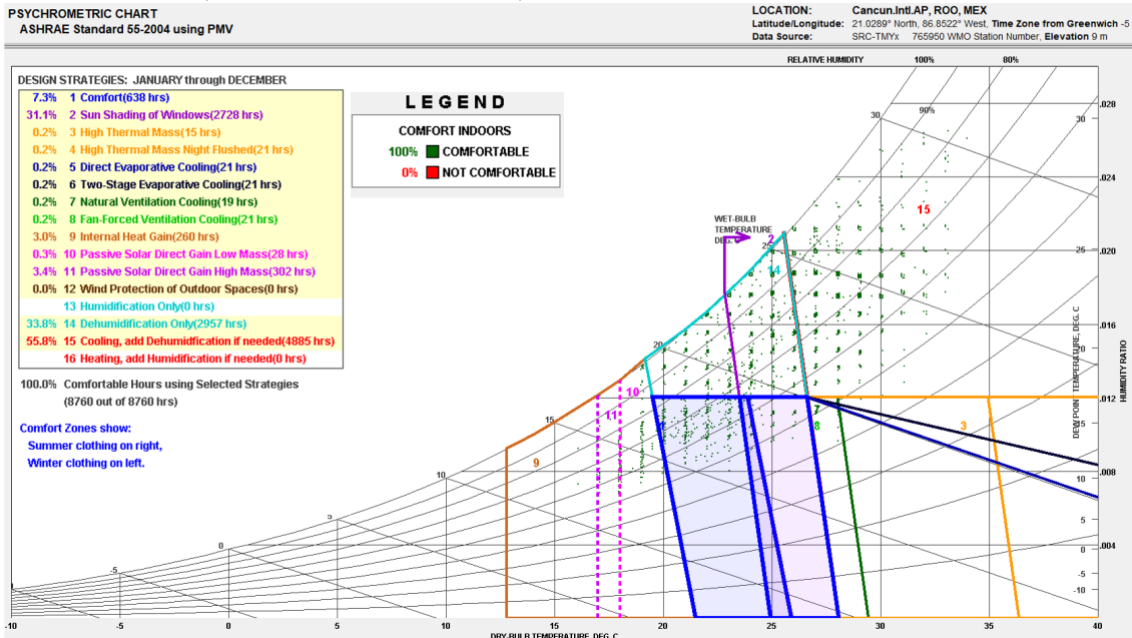 PSYCHROMETRIC CHART
ASHRAE Standard 55-2004 using PMV
LOCATION: Cancun.Intl.AP, ROO, MEX
Latitude/Longitude: 21.0289° North, 86.8522° West, Time Zone from Greenwich -5
Data Source: SRC-TMYx 765950 WMO Station Number, Elevation 9 m
RELATIVE HUMIDITY 100% 80%
DESIGN STRATEGIES: JANUARY through DECEMBER
7.3% 1 Comfort(638 hrs)
31.1% 2 Sun Shading of Windows(2728 hrs)
0.2% 3 High Thermal Mass(15 hrs)
0.2% 4 High Thermal Mass Night Flushed(21 hrs)
0.2% 5 Direct Evaporative Cooling(21 hrs)
0.2% 6 Two-Stage Evaporative Cooling(21 hrs)
0.2% 7 Natural Ventilation Cooling(19 hrs)
0.2% 8 Fan-Forced Ventilation Cooling(21 hrs)
3.0% 9 Internal Heat Gain(260 hrs)
0.3% 10 Passive Solar Direct Gain Low Mass(28 hrs)
3.4% 11 Passive Solar Direct Gain High Mass(302 hrs)
0.0% 12 Wind Protection of Outdoor Spaces(0 hrs)
13 Humidification Only(0 hrs)
33.8% 14 Dehumidification Only(2957 hrs)
55.8% 15 Cooling, add Dehumidfication if needed(4885 hrs)
16 Heating, add Humidification if needed(0 hrs)
100.0% Comfortable Hours using Selected Strategies
(8760 out of 8760 hrs)
Comfort Zones show:
Summer clothing on right,
Winter clothing on left.
LEGEND
COMFORT INDOORS
100% COMFORTABLE
0% NOT COMFORTABLE
90%
WET-BULB
TEMPERATURE
DEG. C
30
25
20
15
10
5
0
-5
2
14
15
10
11
9
1
7
8
3
.028
.024
.020
.016
.012
.008
.004
30
25
20
15
10
5
0
-5
-10
DEW POINT TEMPERATURE, DEG. C
HUMIDITY RATIO
-10 -5 0 5 10 15 20 25 30 35 40
DRY-BULB TEMPERATURE, DEG. C